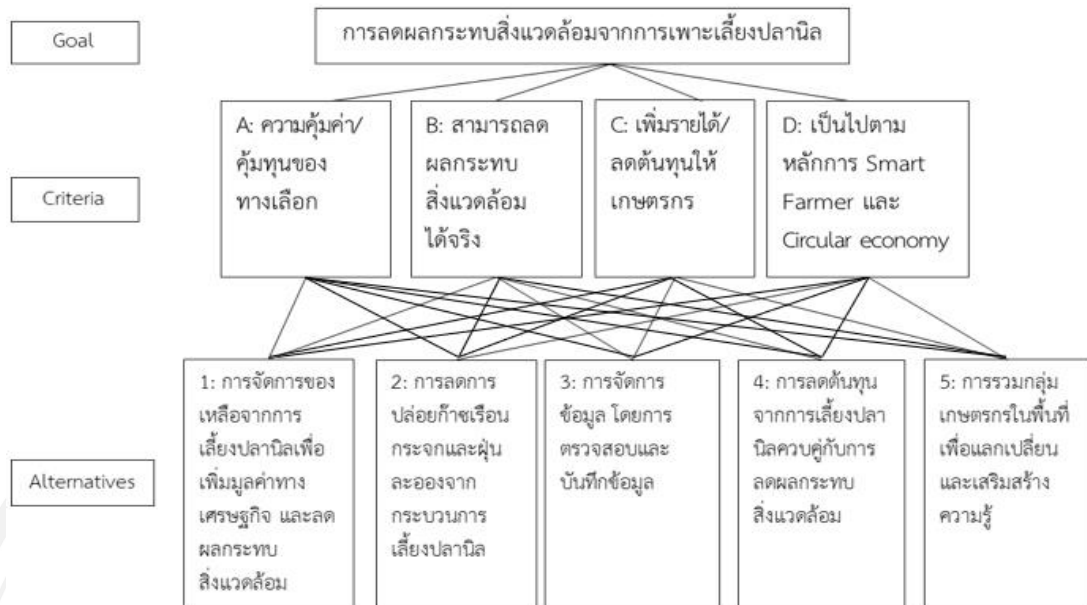 Goal
การลดผลกระทบสิ่งแวดล้อมจากการเพาะเลี้ยงปลานิล
Criteria
A: ความคุ้มค่า/
คุ้มทุนของ
ทางเลือก
B: สามารถลด
ผลกระทบ
สิ่งแวดล้อม
ได้จริง
C: เพิ่มรายได้/
ลดต้นทุนให้
เกษตรกร
D: เป็นไปตาม
หลักการ Smart
Farmer และ
Circular economy
Alternatives
1: การจัดการของ
เหลือจากการ
เลี้ยงปลานิลเพื่อ
เพิ่มมูลค่าทาง
เศรษฐกิจ และลด
ผลกระทบ
สิ่งแวดล้อม
2: การลดการ
ปล่อยก๊าซเรือน
กระจกและฝุ่น
ละอองจาก
กระบวนการ
เลี้ยงปลานิล
3: การจัดการ
ข้อมูล โดยการ
ตรวจสอบและ
บันทึกข้อมูล
4: การลดต้นทุน
จากการเลี้ยงปลา
นิลควบคู่กับการ
ลดผลกระทบ
สิ่งแวดล้อม
5: การรวมกลุ่ม
เกษตรกรในพื้นที่
เพื่อแลกเปลี่ยน
และเสริมสร้าง
ความรู้